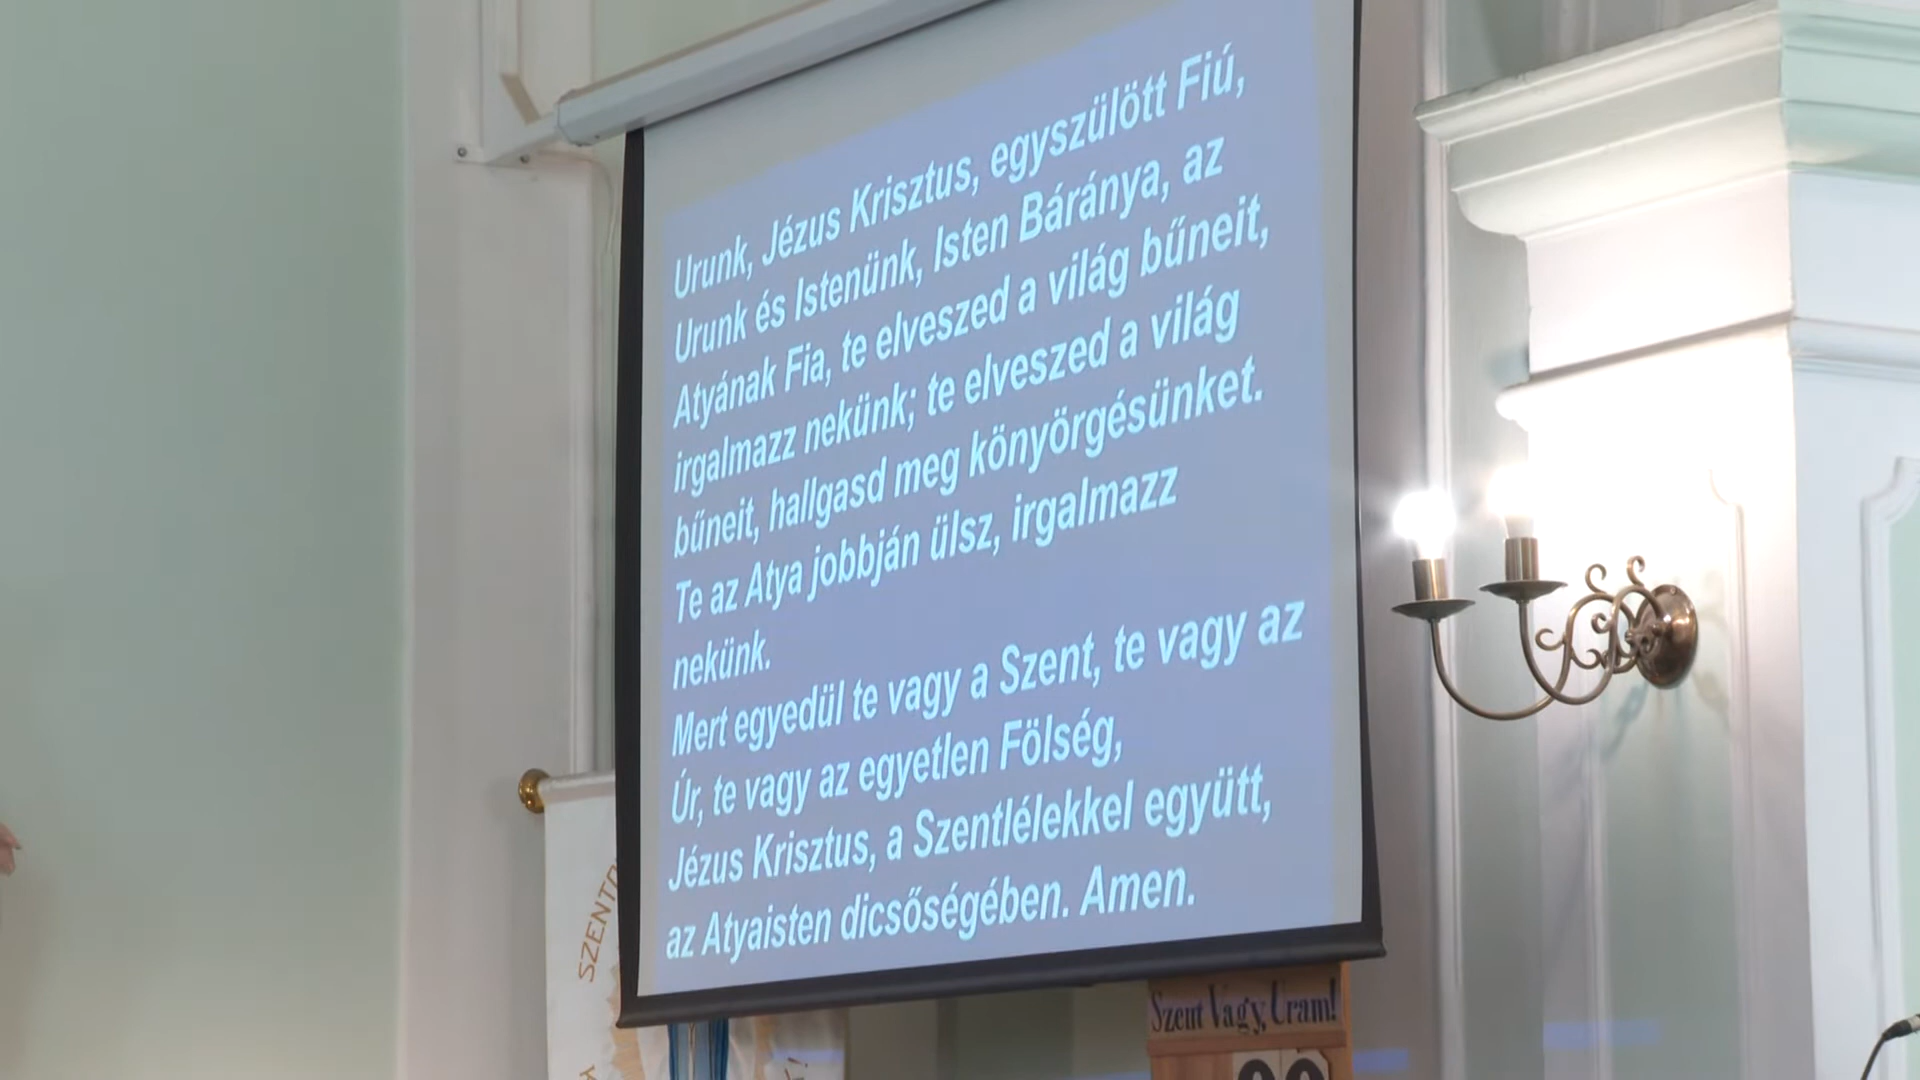 Urunk, Jézus Krisztus, egyszülött Fiú,
Urunk és Istenünk, Isten Báránya, az
Atyának Fia, te elveszed a világ bűneit,
irgalmazz nekünk; te elveszed a világ
bűneit, hallgasd meg könyörgésünket.
Te az Atya jobbján ülsz, irgalmazz
nekünk.
Mert egyedül te vagy a Szent, te vagy az
Úr, te vagy az egyetlen Fölség,
Jézus Krisztus, a Szentlélekkel együtt,
az Atyaisten dicsőségében. Amen.
Szent Vagy, Uram!